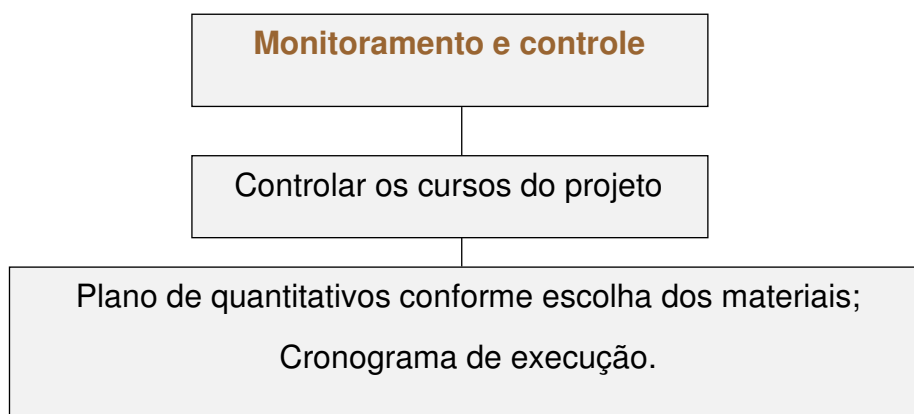 Monitoramento e controle
Controlar os cursos do projeto
Plano de quantitativos conforme escolha dos materiais;
Cronograma de execução.